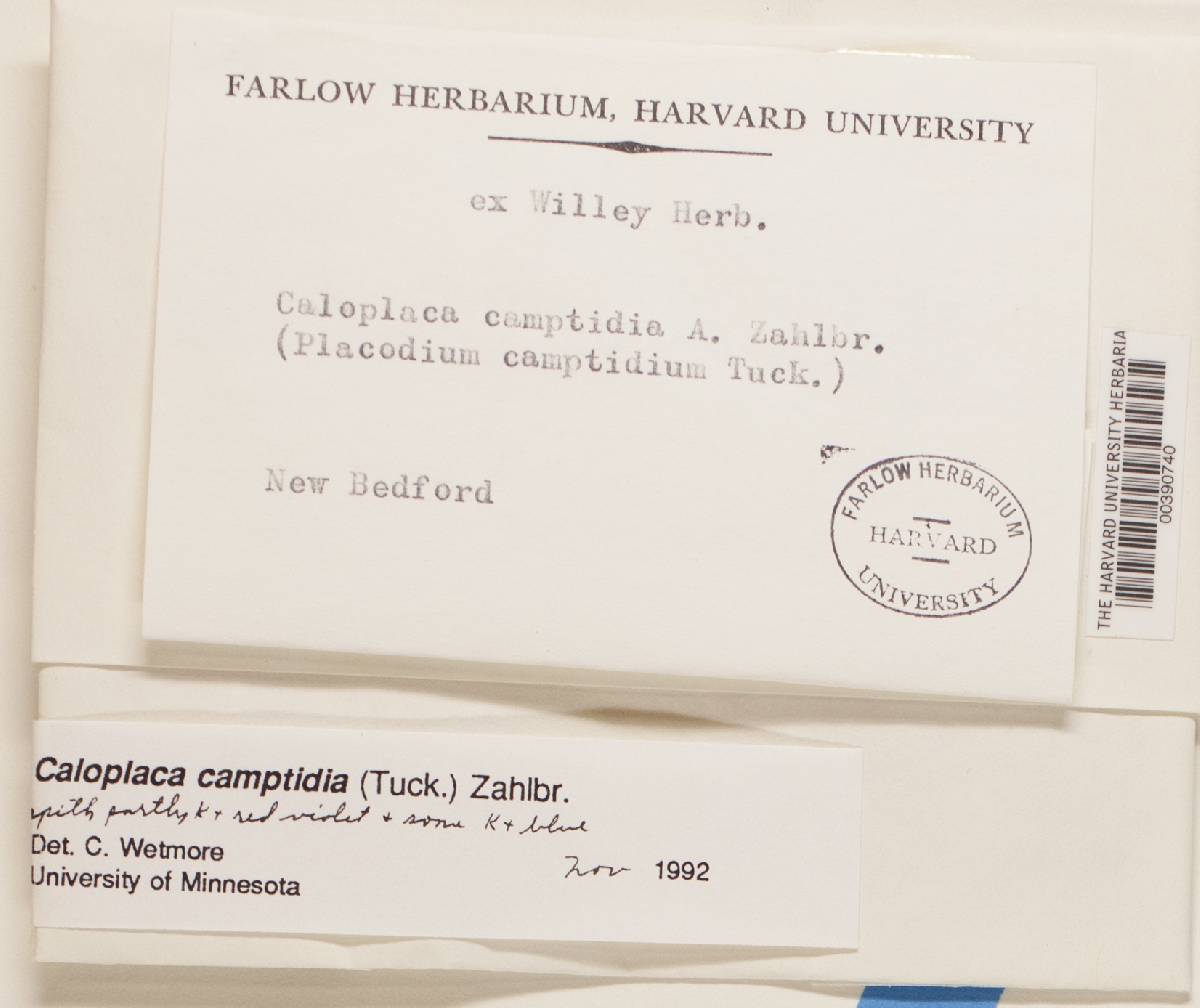 FARLOW HERBARIUM, HARVARD UNIVERSITY
ex Willey Herb.
Caloplaca camptidia A. Zahlbr.
(Placodium camptidium Tuck.)
New Bedford
FARLOW HERBARIUM
HARVARD
UNIVERSITY
THE HARVARD UNIVERSITY HERBARIA
00390740
Caloplaca camptidia (Tuck.) Zahlbr.
epith partly K+ red violet + some K+ blue
Det. C. Wetmore
Nov 1992
University of Minnesota